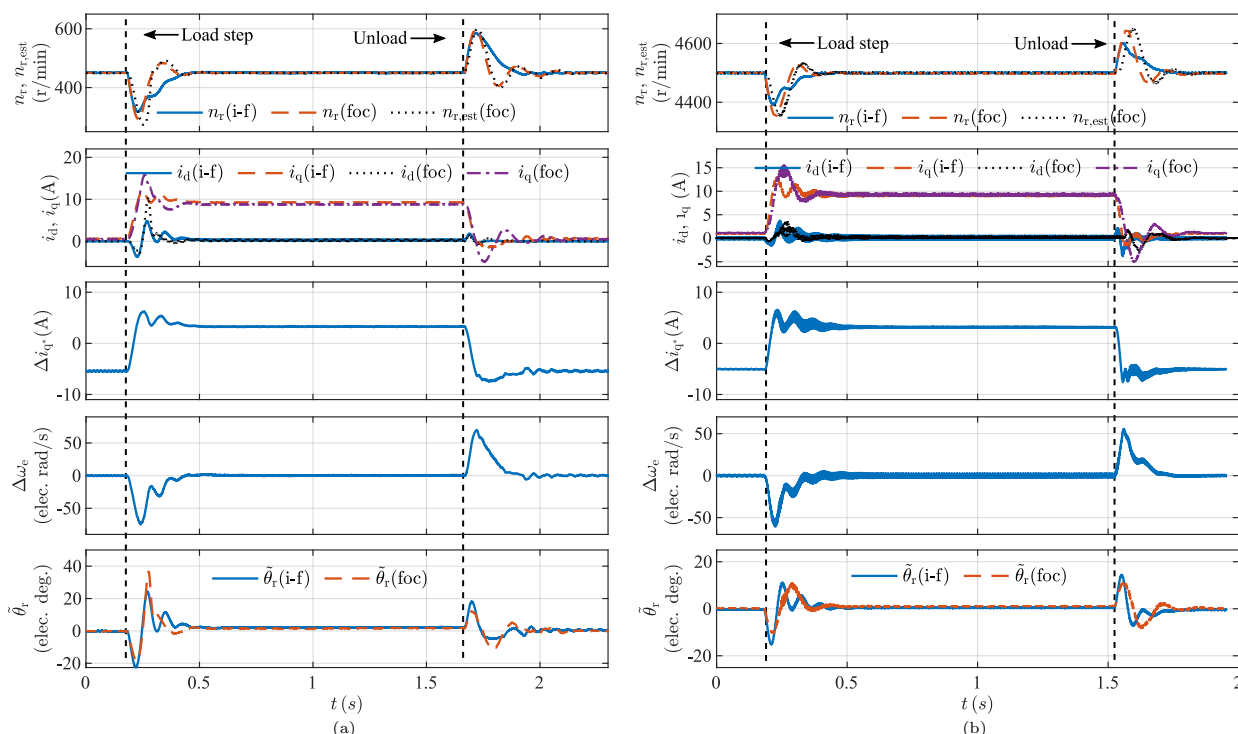 600
400
n_r, n_r,est
(r/min)
Load step
Unload
n_r(i-f) n_r(foc) n_r,est(foc)
20
10
0
i_d, i_q(A)
i_d(i-f) i_q(i-f) i_d(foc) i_q(foc)
10
0
-10
Δi_q*(A)
50
0
-50
Δω_e
(elec. rad/s)
40
20
0
-20
θ̃_r
(elec. deg.)
θ̃_r(i-f) θ̃_r(foc)
0 0.5 1 1.5 2
t (s)
(a)
4600
4400
n_r, n_r,est
(r/min)
Load step
Unload
n_r(i-f) n_r(foc) n_r,est(foc)
15
10
5
0
-5
i_d, i_q (A)
i_d(i-f) i_q(i-f) i_d(foc) i_q(foc)
10
0
-10
Δi_q*(A)
50
0
-50
Δω_e
(elec. rad/s)
20
0
-20
θ̃_r
(elec. deg.)
θ̃_r(i-f) θ̃_r(foc)
0 0.5 1 1.5 2
t (s)
(b)